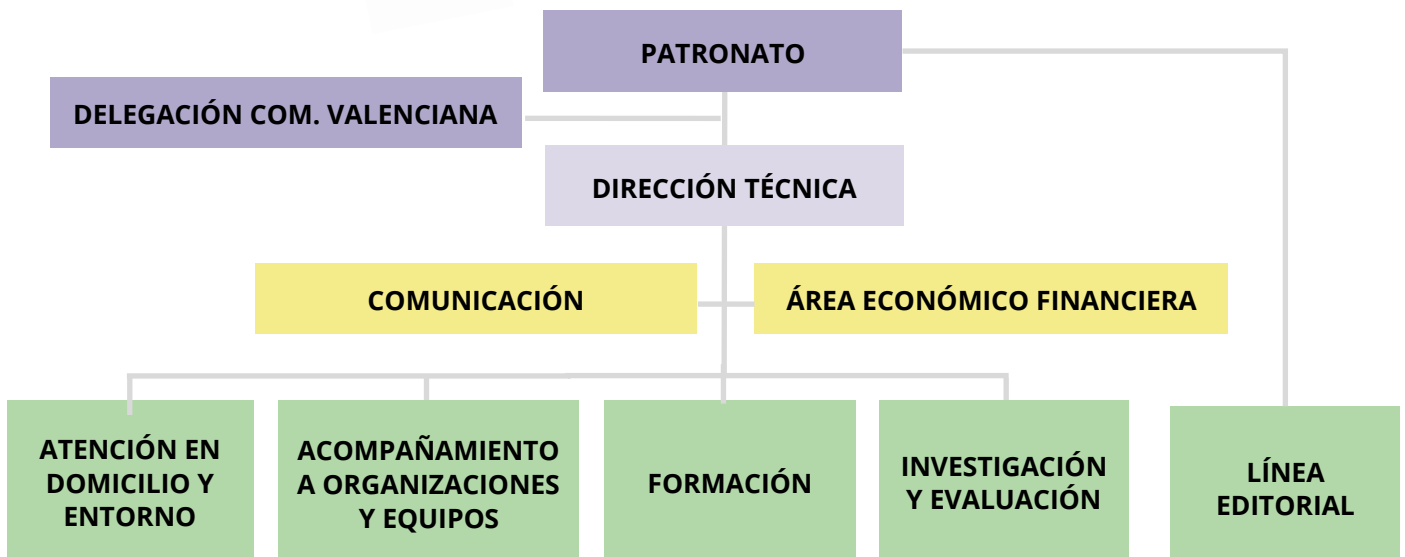 PATRONATO
DELEGACIÓN COM. VALENCIANA
DIRECCIÓN TÉCNICA
COMUNICACIÓN
ÁREA ECONÓMICO FINANCIERA
ATENCIÓN EN
DOMICILIO Y
ENTORNO
ACOMPAÑAMIENTO
A ORGANIZACIONES
Y EQUIPOS
FORMACIÓN
INVESTIGACIÓN
Y EVALUACIÓN
LÍNEA
EDITORIAL